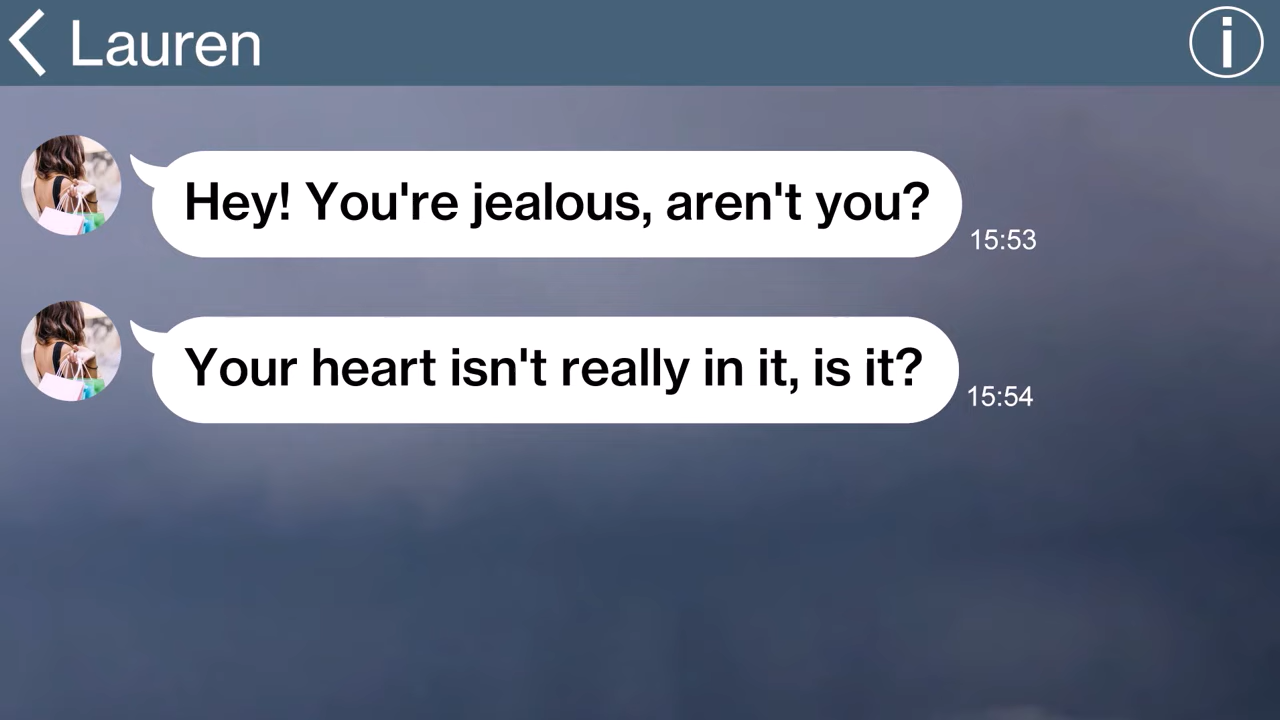 Lauren
Hey! You're jealous, aren't you?
15:53
Your heart isn't really in it, is it?
15:54